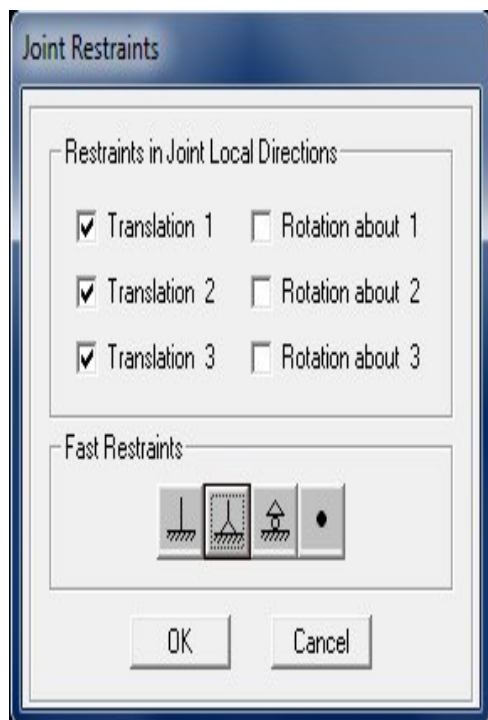 Joint Restraints
Restraints in Joint Local Directions
Translation 1 Rotation about 1
Translation 2 Rotation about 2
Translation 3 Rotation about 3
Fast Restraints
OK Cancel